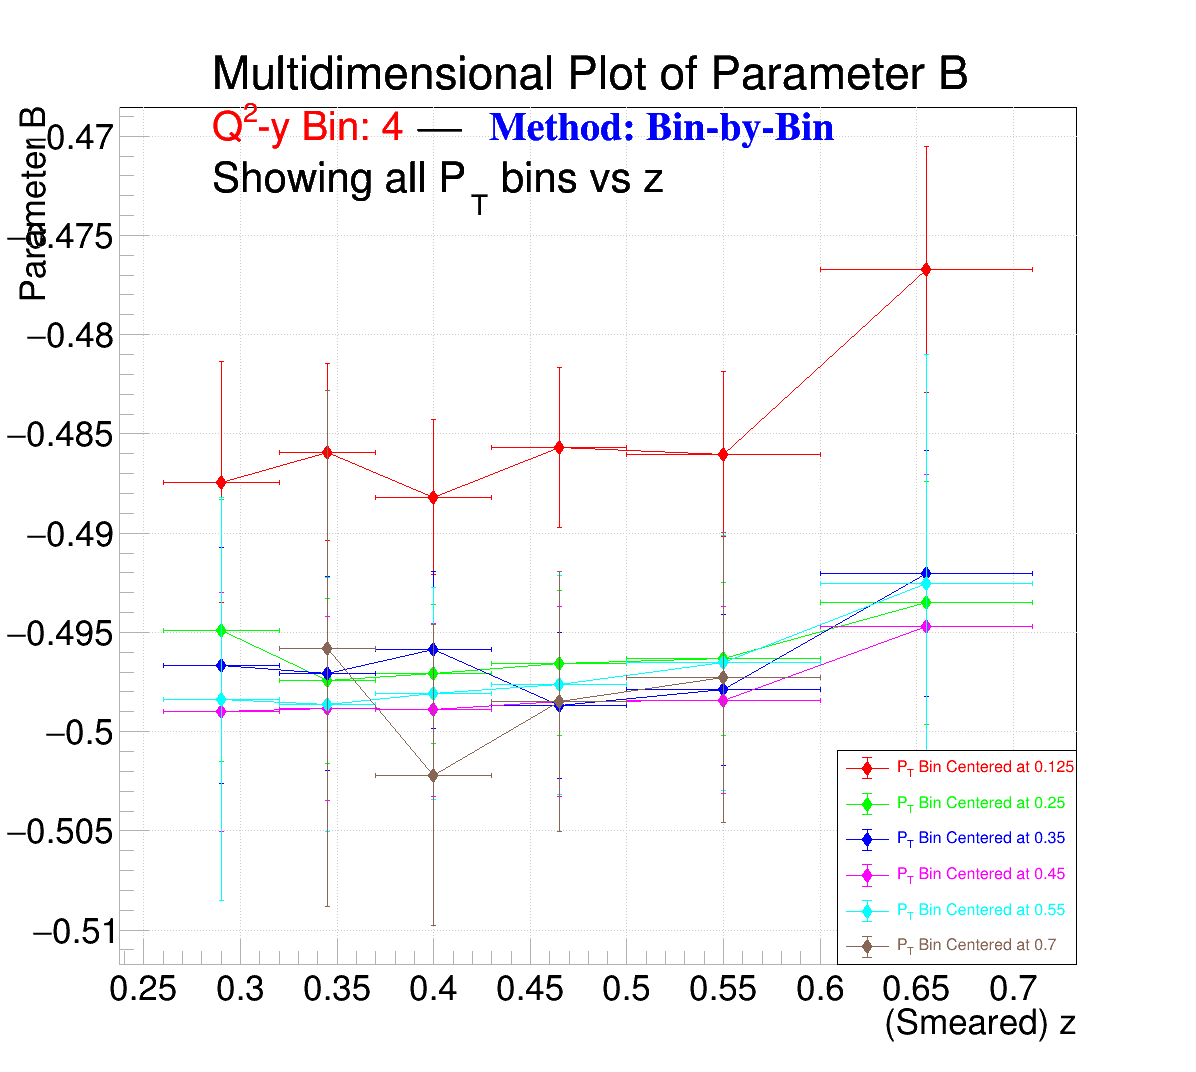 Multidimensional Plot of Parameter B
Q2-y Bin: 4 — Method: Bin-by-Bin
Showing all PT bins vs z
Parameter B
−0.47
−0.475
−0.48
−0.485
−0.49
−0.495
−0.5
−0.505
−0.51
PT Bin Centered at 0.125
PT Bin Centered at 0.25
PT Bin Centered at 0.35
PT Bin Centered at 0.45
PT Bin Centered at 0.55
PT Bin Centered at 0.7
0.25 0.3 0.35 0.4 0.45 0.5 0.55 0.6 0.65 0.7
(Smeared) z